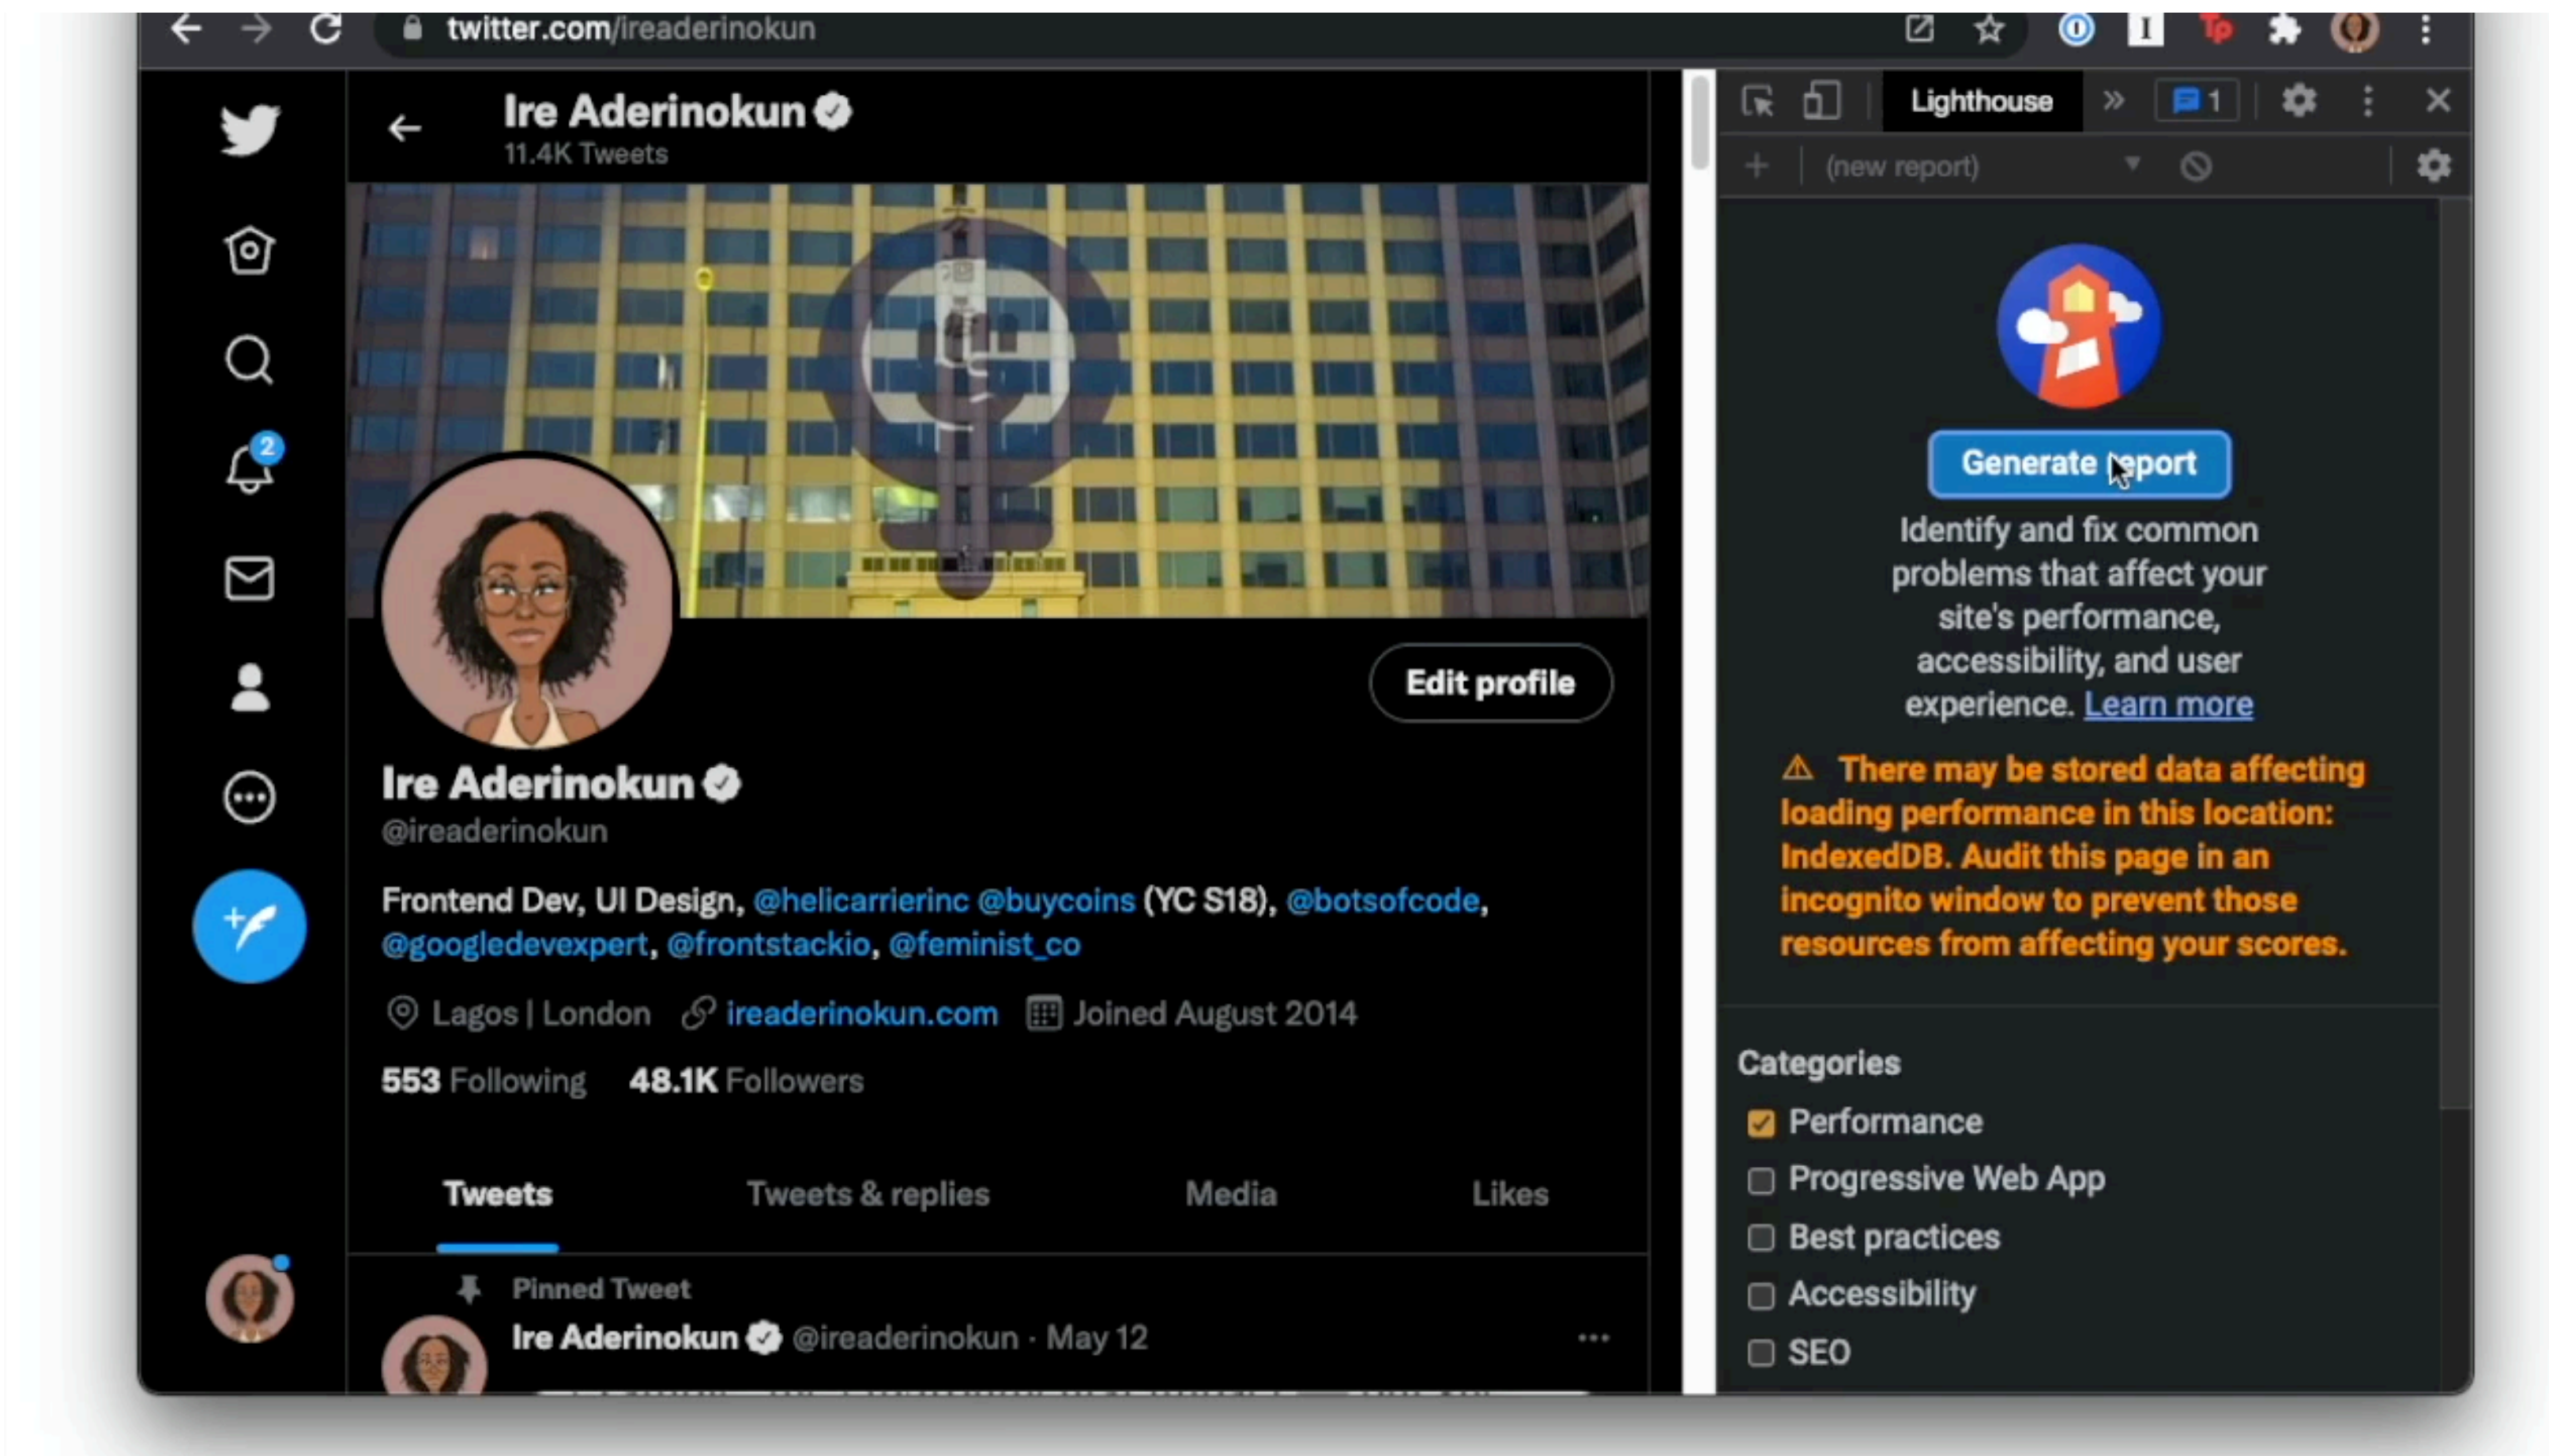 twitter.com/ireaderinokun
Ire Aderinokun
11.4K Tweets
2
Edit profile
Ire Aderinokun
@ireaderinokun
Frontend Dev, UI Design, @helicarrierinc @buycoins (YC S18), @botsofcode,
@googledevexpert, @frontstackio, @feminist_co
Lagos | London ireaderinokun.com Joined August 2014
553 Following 48.1K Followers
Tweets Tweets & replies Media Likes
Pinned Tweet
Ire Aderinokun @ireaderinokun · May 12
Lighthouse » 1
(new report)
Generate report
Identify and fix common
problems that affect your
site's performance,
accessibility, and user
experience. Learn more
There may be stored data affecting
loading performance in this location:
IndexedDB. Audit this page in an
incognito window to prevent those
resources from affecting your scores.
Categories
Performance
Progressive Web App
Best practices
Accessibility
SEO